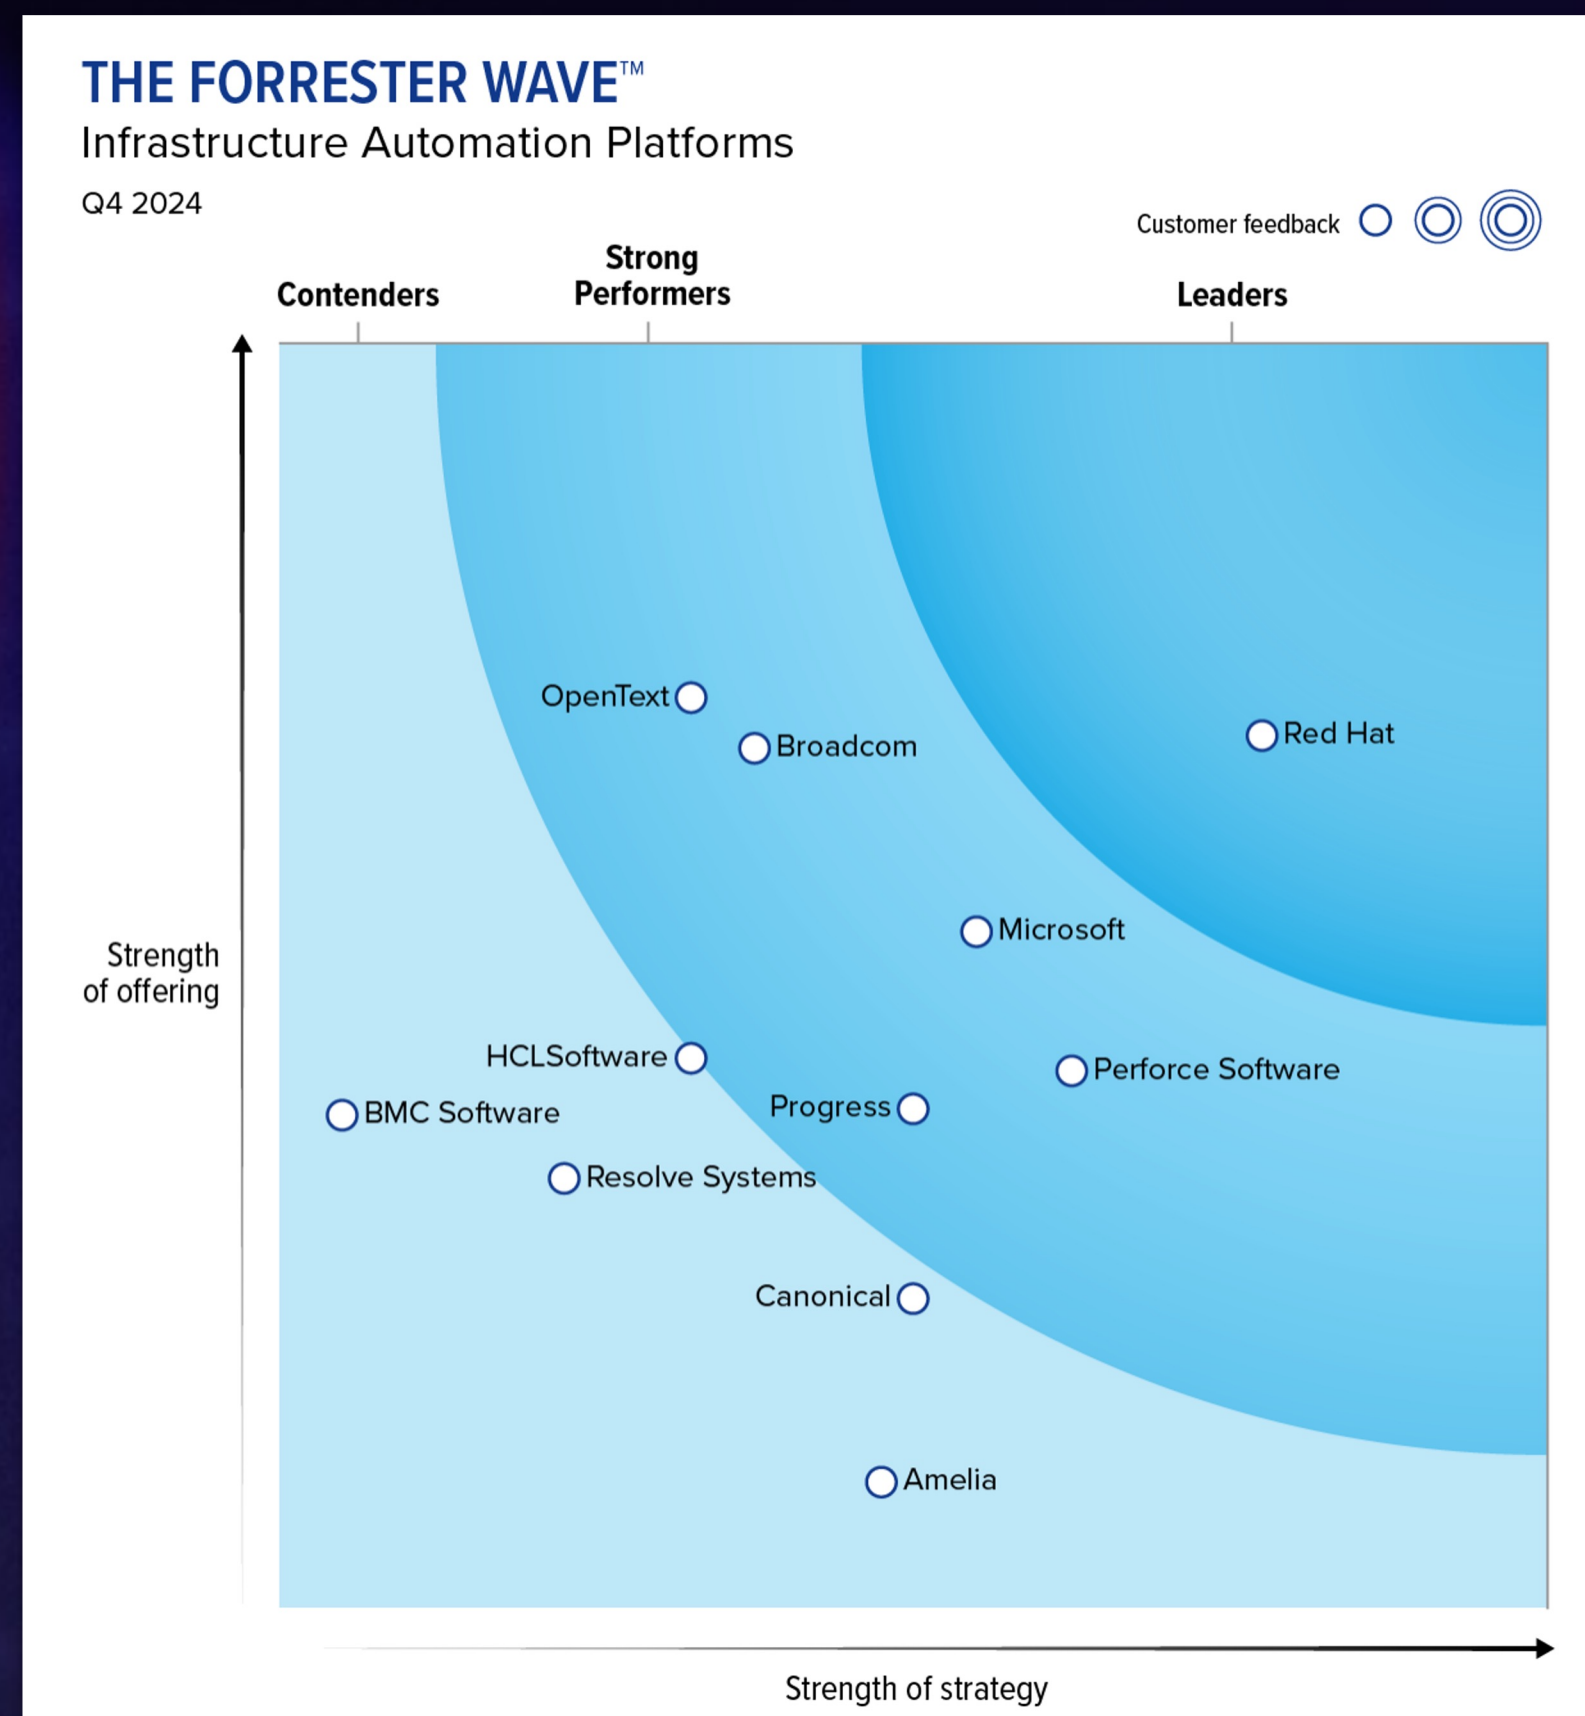 THE FORRESTER WAVE™
Infrastructure Automation Platforms
Q4 2024
Customer feedback
Contenders
Strong
Performers
Leaders
OpenText
Broadcom
Red Hat
Microsoft
Strength
of offering
HCLSoftware
Perforce Software
BMC Software
Progress
Resolve Systems
Canonical
Amelia
Strength of strategy